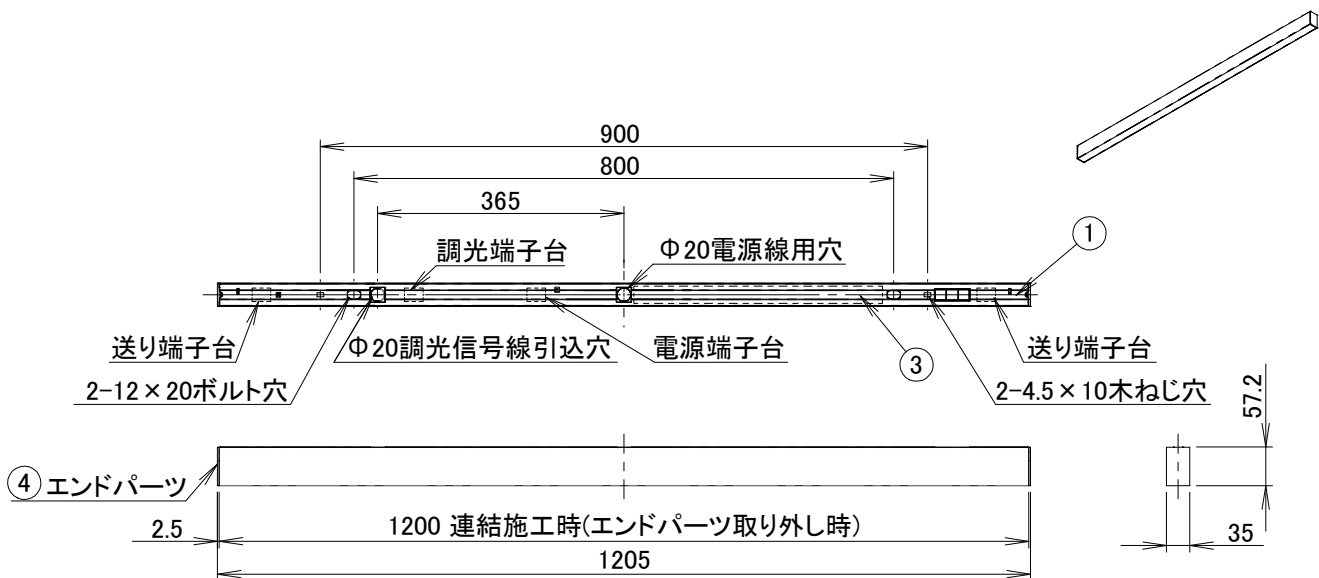 900
800
365
調光端子台
Φ20電源線用穴
①
送り端子台
Φ20調光信号線引込穴
電源端子台
③
送り端子台
2-12×20ボルト穴
2-4.5×10木ねじ穴
57.2
④エンドパーツ
2.5
1200 連結施工時(エンドパーツ取り外し時)
35
1205